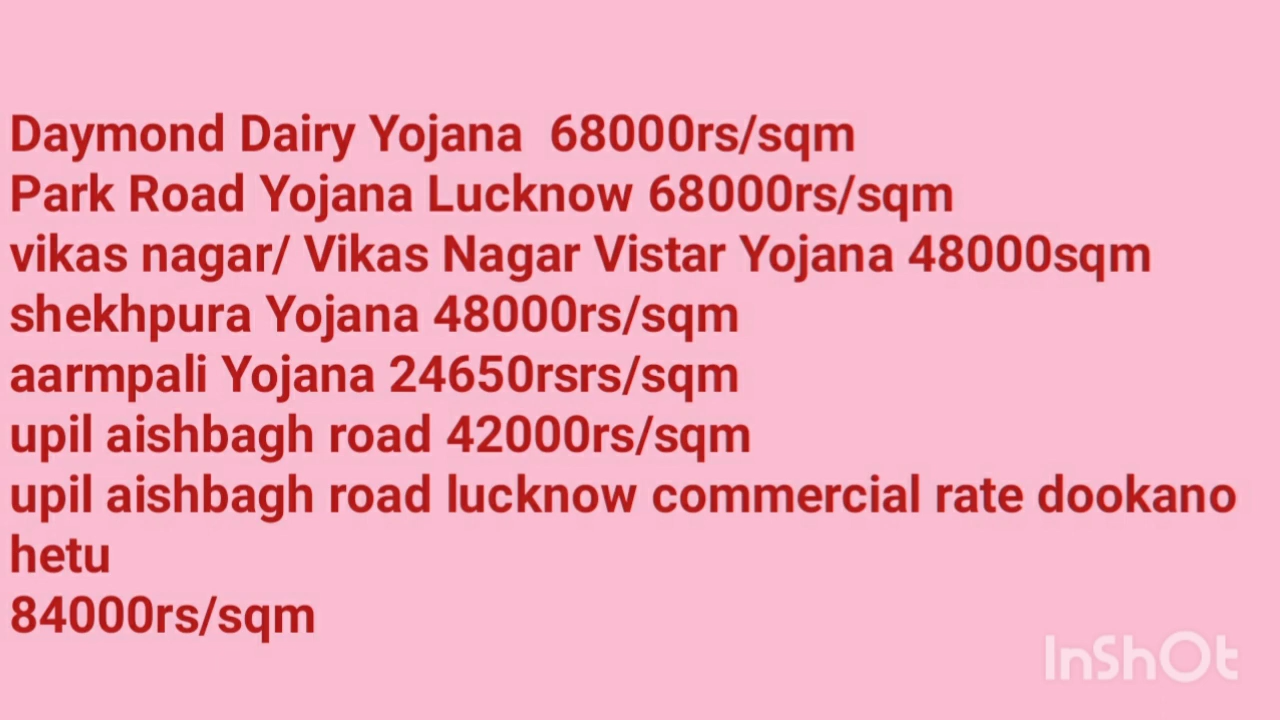 Daymond Dairy Yojana  68000rs/sqm
Park Road Yojana Lucknow 68000rs/sqm
vikas nagar/ Vikas Nagar Vistar Yojana 48000sqm
shekhpura Yojana 48000rs/sqm
aarmpali Yojana 24650rsrs/sqm
upil aishbagh road 42000rs/sqm
upil aishbagh road lucknow commercial rate dookano
hetu
84000rs/sqm
InShOt